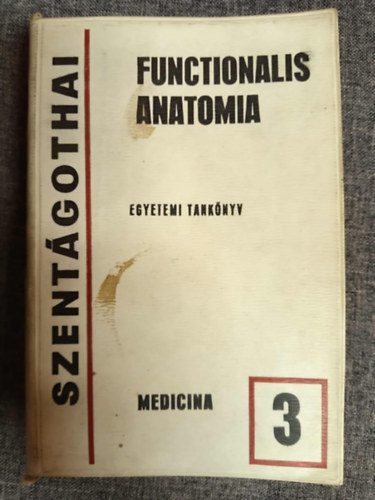 SZENTÁGOTHAI
FUNCTIONALIS
ANATOMIA
EGYETEMI TANKÖNYV
MEDICINA
3